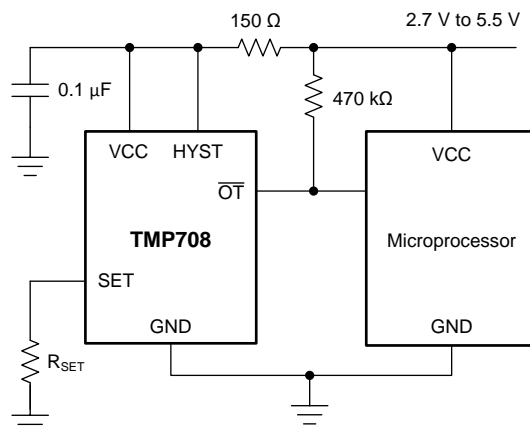 150 Ω
2.7 V to 5.5 V
0.1 µF
470 kΩ
VCC
HYST
VCC
OT
TMP708
Microprocessor
SET
GND
GND
RSET